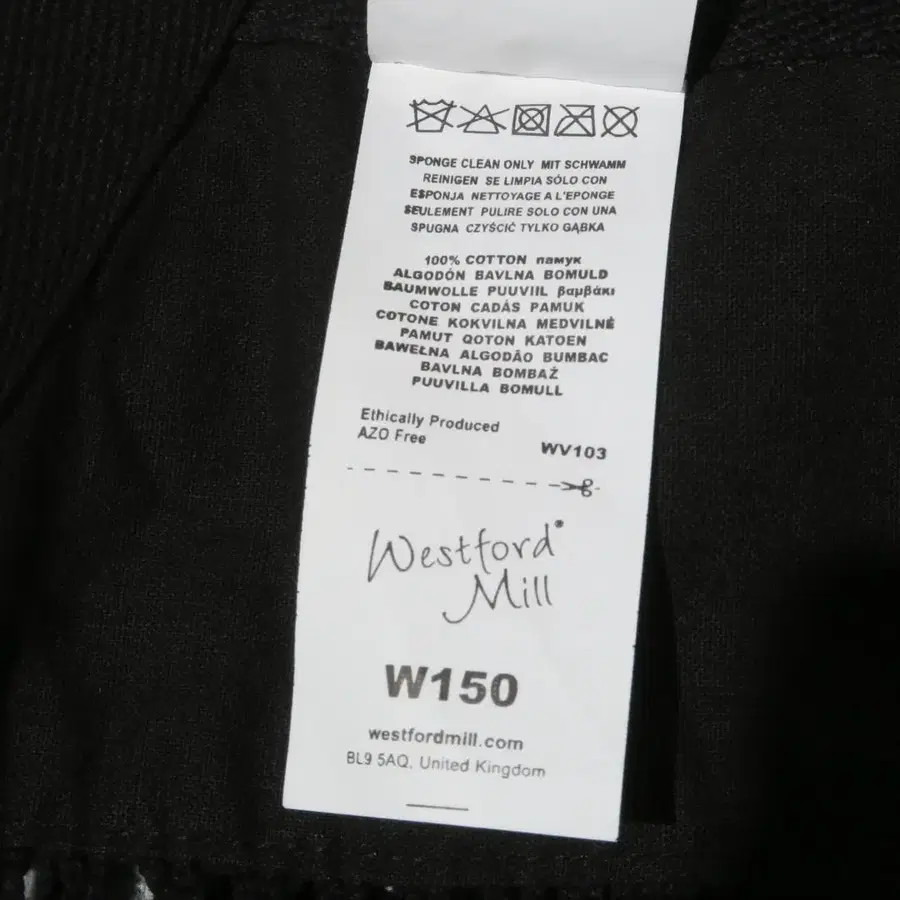 SPONGE CLEAN ONLY MIT SCHWAMM
REINIGEN SE LIMPIA SÓLO CON
ESPONJA NETTOYAGE A L'EPONGE
SEULEMENT PULIRE SOLO CON UNA
SPUGNA CZYŚCIĆ TYLKO GĄBKA
100% COTTON памук
ALGODÓN BAVLNA BOMULD
BAUMWOLLE PUUVIIL βαμβάκι
COTON CADÁS PAMUK
COTONE KOKVILNA MEDVILNĖ
PAMUT QOTON KATOEN
BAWEŁNA ALGODÃO BUMBAC
BAVLNA BOMBAŽ
PUUVILLA BOMULL
Ethically Produced
AZO Free
WV103
Westford®
Mill
W150
westfordmill.com
BL9 5AQ, United Kingdom